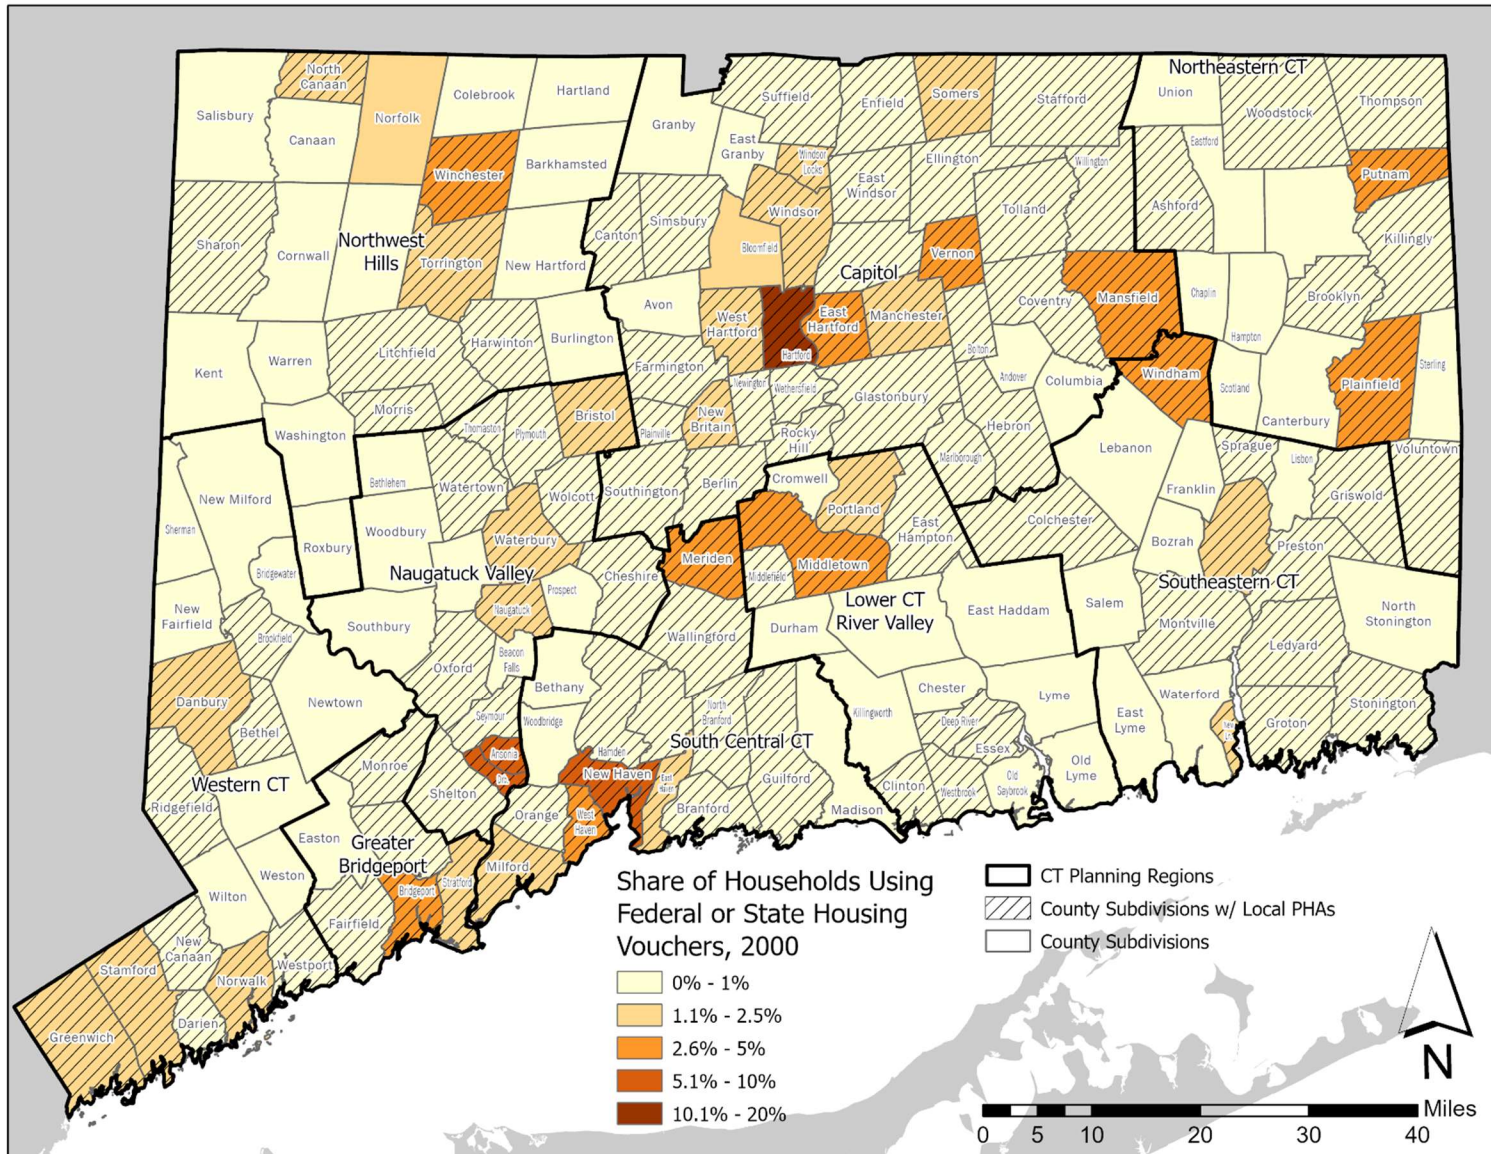 Northeastern CT
North
Canaan
Colebrook
Hartland
Salisbury
Norfolk
Canaan
Granby
Suffield
Enfield
Somers
Stafford
Union
Woodstock
Thompson
East
Granby
Windsor
Locks
Barkhamsted
Winchester
Ellington
Willington
Eastford
Putnam
East
Windsor
Windsor
Simsbury
Canton
Tolland
Ashford
Sharon
Northwest
Hills
Cornwall
Torrington
New Hartford
Bloomfield
Vernon
Killingly
Capitol
Avon
West
Hartford
Hartford
East
Hartford
Manchester
Coventry
Mansfield
Chaplin
Brooklyn
Hampton
Kent
Warren
Litchfield
Harwinton
Burlington
Farmington
Bolton
Andover
Columbia
Windham
Scotland
Plainfield
Sterling
Newington
Wethersfield
Glastonbury
Morris
Washington
Thomaston
Plymouth
Bristol
Plainville
New
Britain
Rocky
Hill
Hebron
Canterbury
Marlborough
Lebanon
Sprague
Lisbon
Voluntown
New Milford
Bethlehem
Watertown
Wolcott
Southington
Berlin
Cromwell
Portland
East
Hampton
Colchester
Franklin
Griswold
Sherman
Roxbury
Woodbury
Waterbury
Bozrah
Preston
Meriden
Middlefield
Middletown
Cheshire
Bridgewater
Naugatuck Valley
Prospect
Naugatuck
Southeastern CT
New
Fairfield
Brookfield
Southbury
Lower CT
River Valley
East Haddam
Salem
Montville
North
Stonington
Wallingford
Durham
Oxford
Beacon
Falls
Ledyard
Danbury
Newtown
Bethel
Bethany
Seymour
Woodbridge
North
Branford
Killingworth
Chester
Deep River
Lyme
East
Lyme
Waterford
Groton
Stonington
Hamden
South Central CT
Essex
Western CT
Monroe
Ansonia
Shelton
New Haven
East
Haven
Guilford
Clinton
Westbrook
Old
Saybrook
Old
Lyme
Ridgefield
Orange
West
Haven
Branford
Madison
Easton
Greater
Bridgeport
Weston
Wilton
Bridgeport
Stratford
Milford
Fairfield
New
Canaan
Westport
Stamford
Norwalk
Darien
Greenwich
Share of Households Using
Federal or State Housing
Vouchers, 2000
0% - 1%
1.1% - 2.5%
2.6% - 5%
5.1% - 10%
10.1% - 20%
CT Planning Regions
County Subdivisions w/ Local PHAs
County Subdivisions
N
Miles
0 5 10 20 30 40